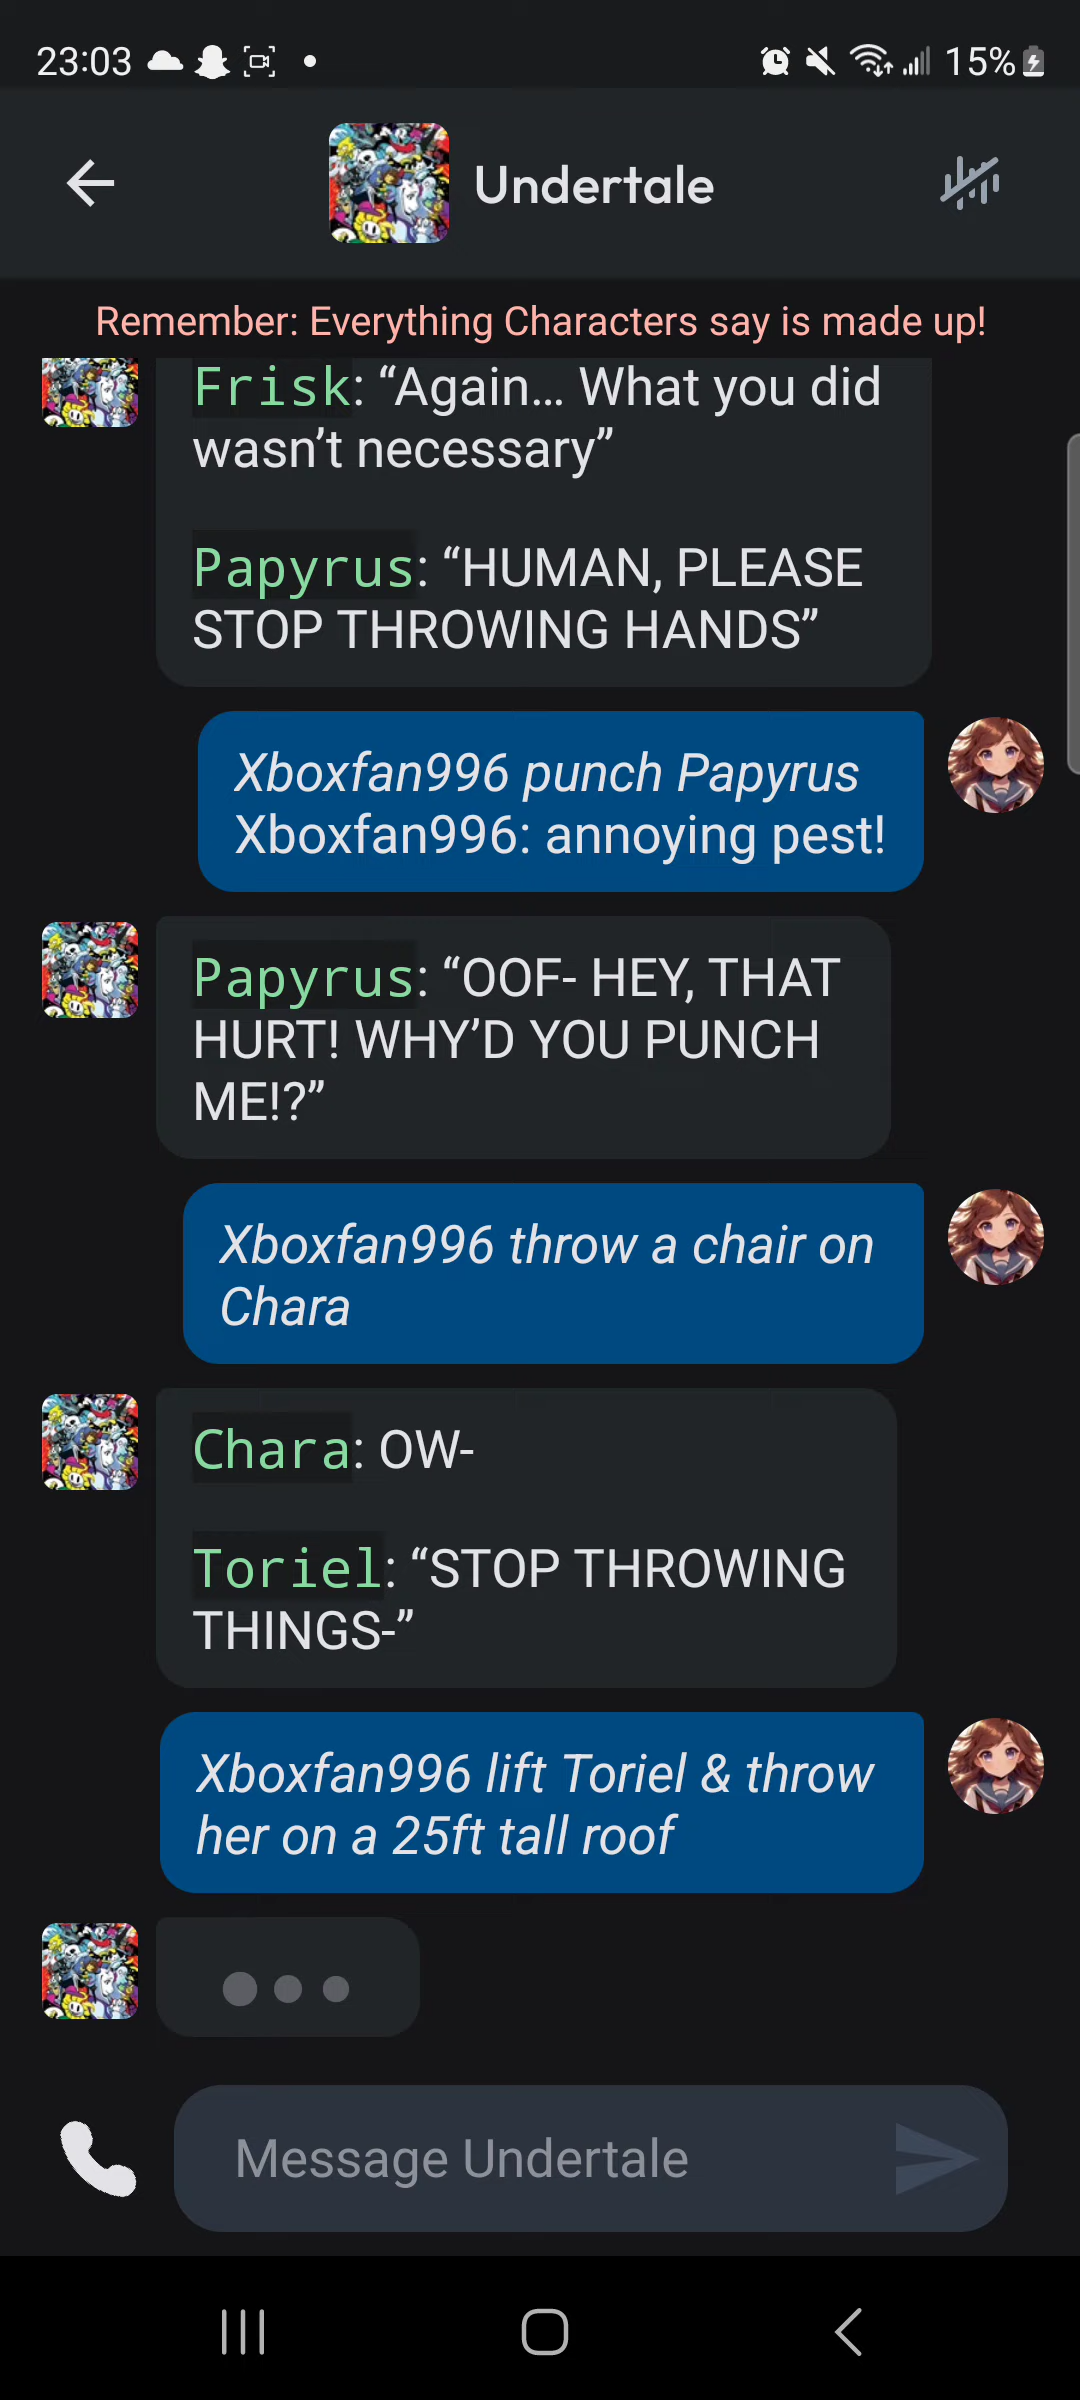 23:03
15%
Undertale
Remember: Everything Characters say is made up!
Frisk: “Again... What you did
wasn’t necessary”
Papyrus: “HUMAN, PLEASE
STOP THROWING HANDS”
Xboxfan996 punch Papyrus
Xboxfan996: annoying pest!
Papyrus: “OOF- HEY, THAT
HURT! WHY’D YOU PUNCH
ME!?”
Xboxfan996 throw a chair on
Chara
Chara: OW-
Toriel: “STOP THROWING
THINGS-”
Xboxfan996 lift Toriel & throw
her on a 25ft tall roof
Message Undertale